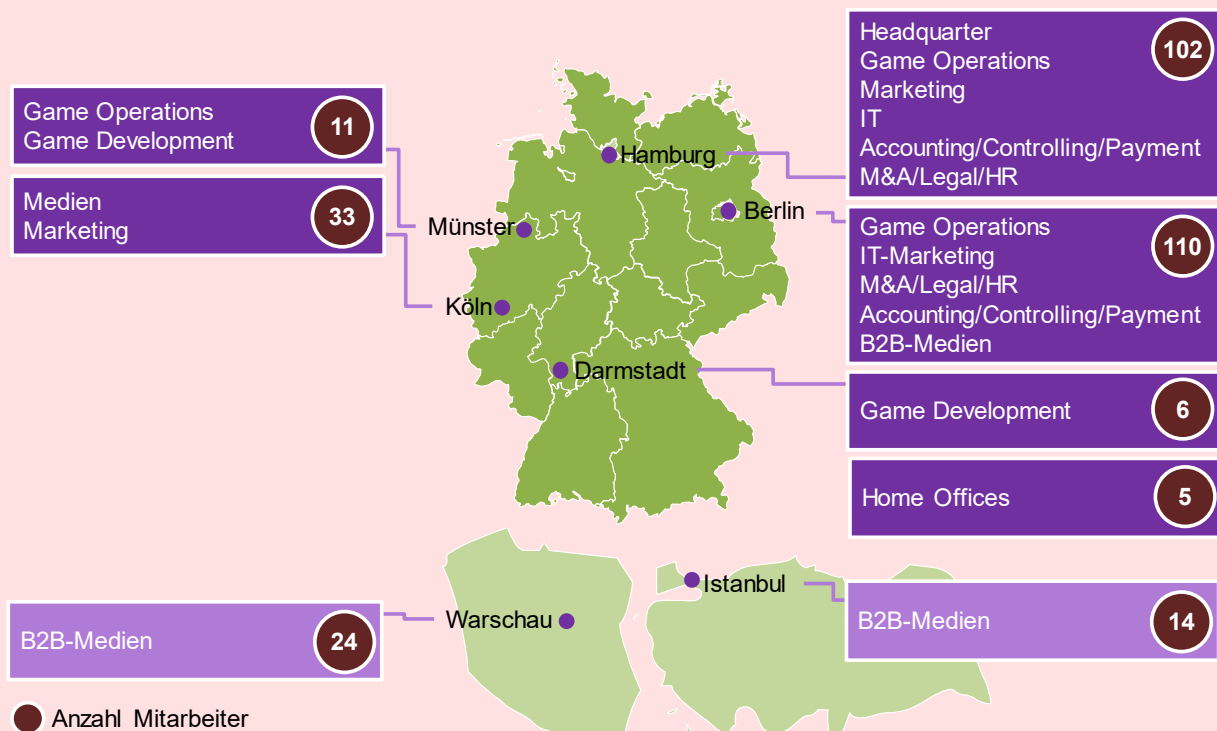 Game Operations
Game Development
11
Medien
Marketing
33
Hamburg
Berlin
Münster
Köln
Darmstadt
Headquarter
Game Operations
Marketing
IT
Accounting/Controlling/Payment
M&A/Legal/HR
102
Game Operations
IT-Marketing
M&A/Legal/HR
Accounting/Controlling/Payment
B2B-Medien
110
Game Development
6
Home Offices
5
B2B-Medien
24
Warschau
Istanbul
B2B-Medien
14
Anzahl Mitarbeiter